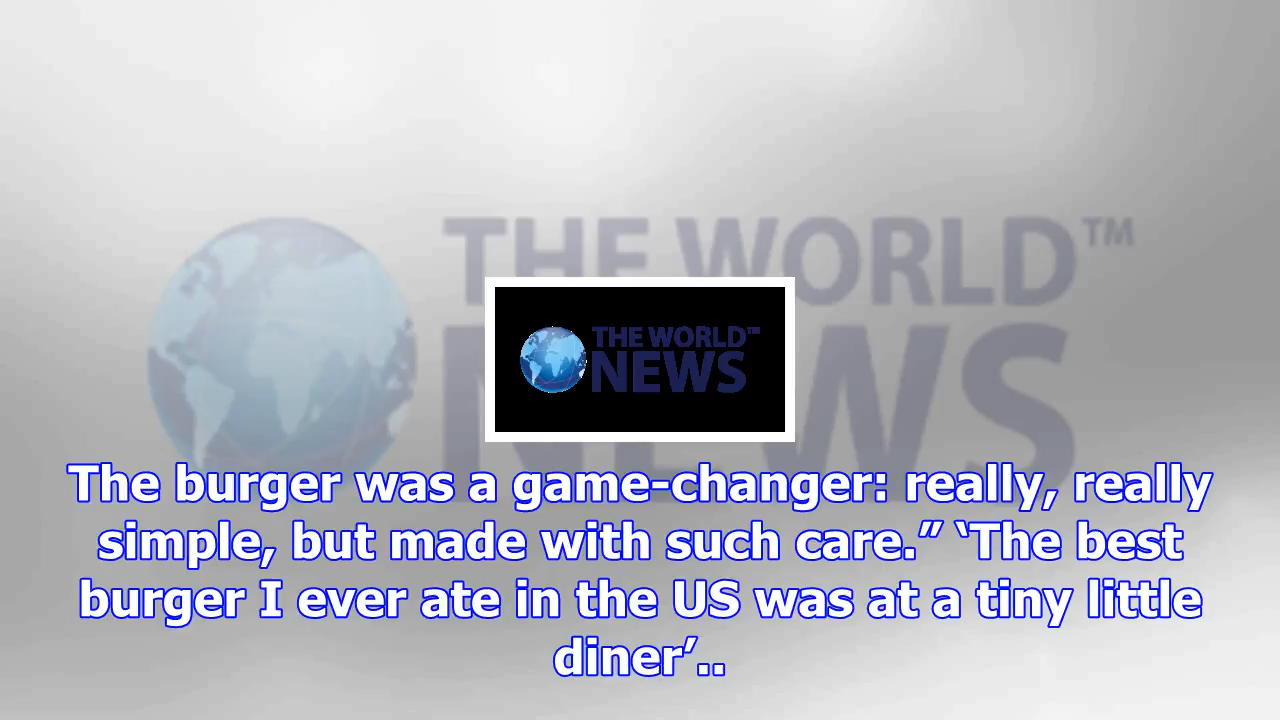 THE WORLD™
NEWS
THE WORLD™
NEWS
The burger was a game-changer: really, really
simple, but made with such care.” ‘The best
burger I ever ate in the US was at a tiny little
diner’..